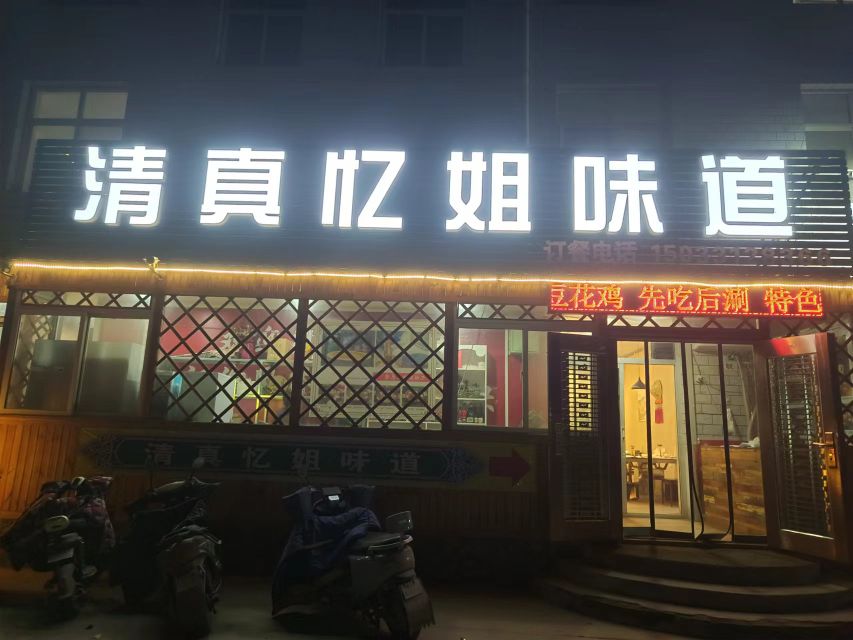 清真忆姐味道
订餐电话
豆花鸡 先吃后涮 特色
清真忆姐味道